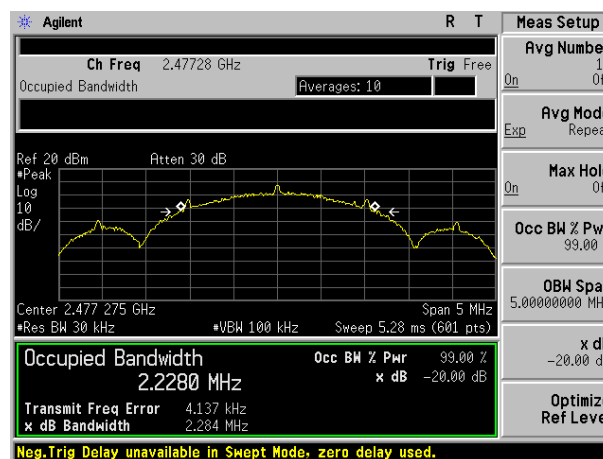 Agilent R T Meas Setup
Ch Freq 2.47728 GHz Trig Free
Occupied Bandwidth Averages: 10
Ref 20 dBm Atten 30 dB
#Peak
Log
10
dB/
Center 2.477 275 GHz Span 5 MHz
#Res BW 30 kHz #VBW 100 kHz Sweep 5.28 ms (601 pts)
Occupied Bandwidth Occ BW % Pwr 99.00 %
2.2280 MHz x dB -20.00 dB
Transmit Freq Error 4.137 kHz
x dB Bandwidth 2.284 MHz
Neg.Trig Delay unavailable in Swept Mode, zero delay used.
Avg Numbe
1
On Of
Avg Mod
Exp Repea
Max Hol
On Of
Occ BW % Pw
99.00
OBW Spa
5.00000000 MH
x d
-20.00 d
Optimiz
Ref Leve